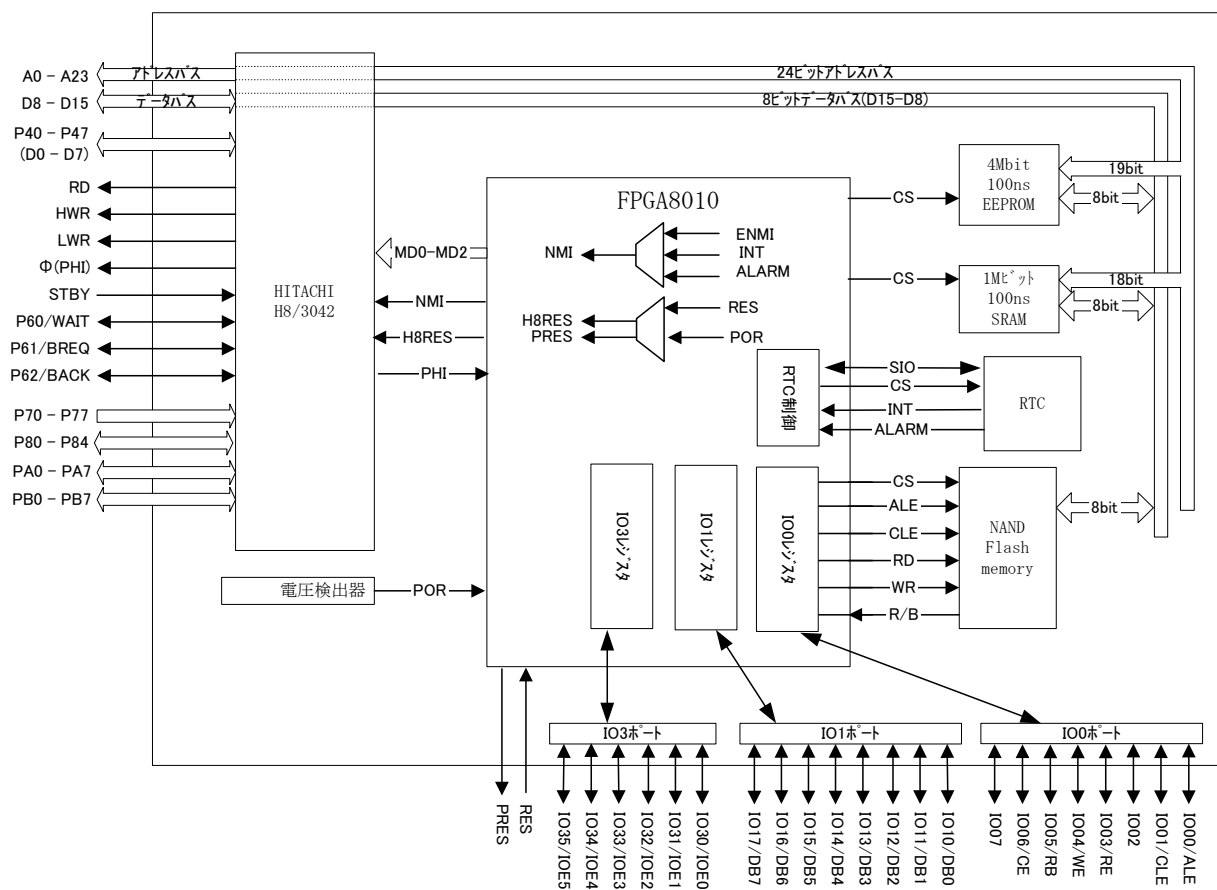 A0 - A23
ｱﾄﾞﾚｽﾊﾞｽ
24ﾋﾞｯﾄｱﾄﾞﾚｽﾊﾞｽ
D8 - D15
ﾃﾞｰﾀﾊﾞｽ
8ﾋﾞｯﾄﾃﾞｰﾀﾊﾞｽ(D15-D8)
P40 - P47
(D0 - D7)
RD
HWR
LWR
Φ(PHI)
STBY
P60/WAIT
P61/BREQ
P62/BACK
P70 - P77
P80 - P84
PA0 - PA7
PB0 - PB7
HITACHI
H8/3042
MD0-MD2
NMI
H8RES
PHI
電圧検出器
POR
FPGA8010
NMI
ENMI
INT
ALARM
H8RES
PRES
RES
POR
CS
4Mbit
100ns
EEPROM
19bit
8bit
CS
1Mﾋﾞｯﾄ
100ns
SRAM
18bit
8bit
RTC制御
SIO
CS
INT
ALARM
RTC
IO3ﾚｼﾞｽﾀ
IO1ﾚｼﾞｽﾀ
IO0ﾚｼﾞｽﾀ
CS
ALE
CLE
RD
WR
R/B
NAND
Flash
memory
8bit
IO3ﾎﾟｰﾄ
IO1ﾎﾟｰﾄ
IO0ﾎﾟｰﾄ
PRES
RES
IO35/IOE5
IO34/IOE4
IO33/IOE3
IO32/IOE2
IO31/IOE1
IO30/IOE0
IO17/DB7
IO16/DB6
IO15/DB5
IO14/DB4
IO13/DB3
IO12/DB2
IO11/DB1
IO10/DB0
IO07
IO06/CE
IO05/RB
IO04/WE
IO03/RE
IO02
IO01/CLE
IO00/ALE